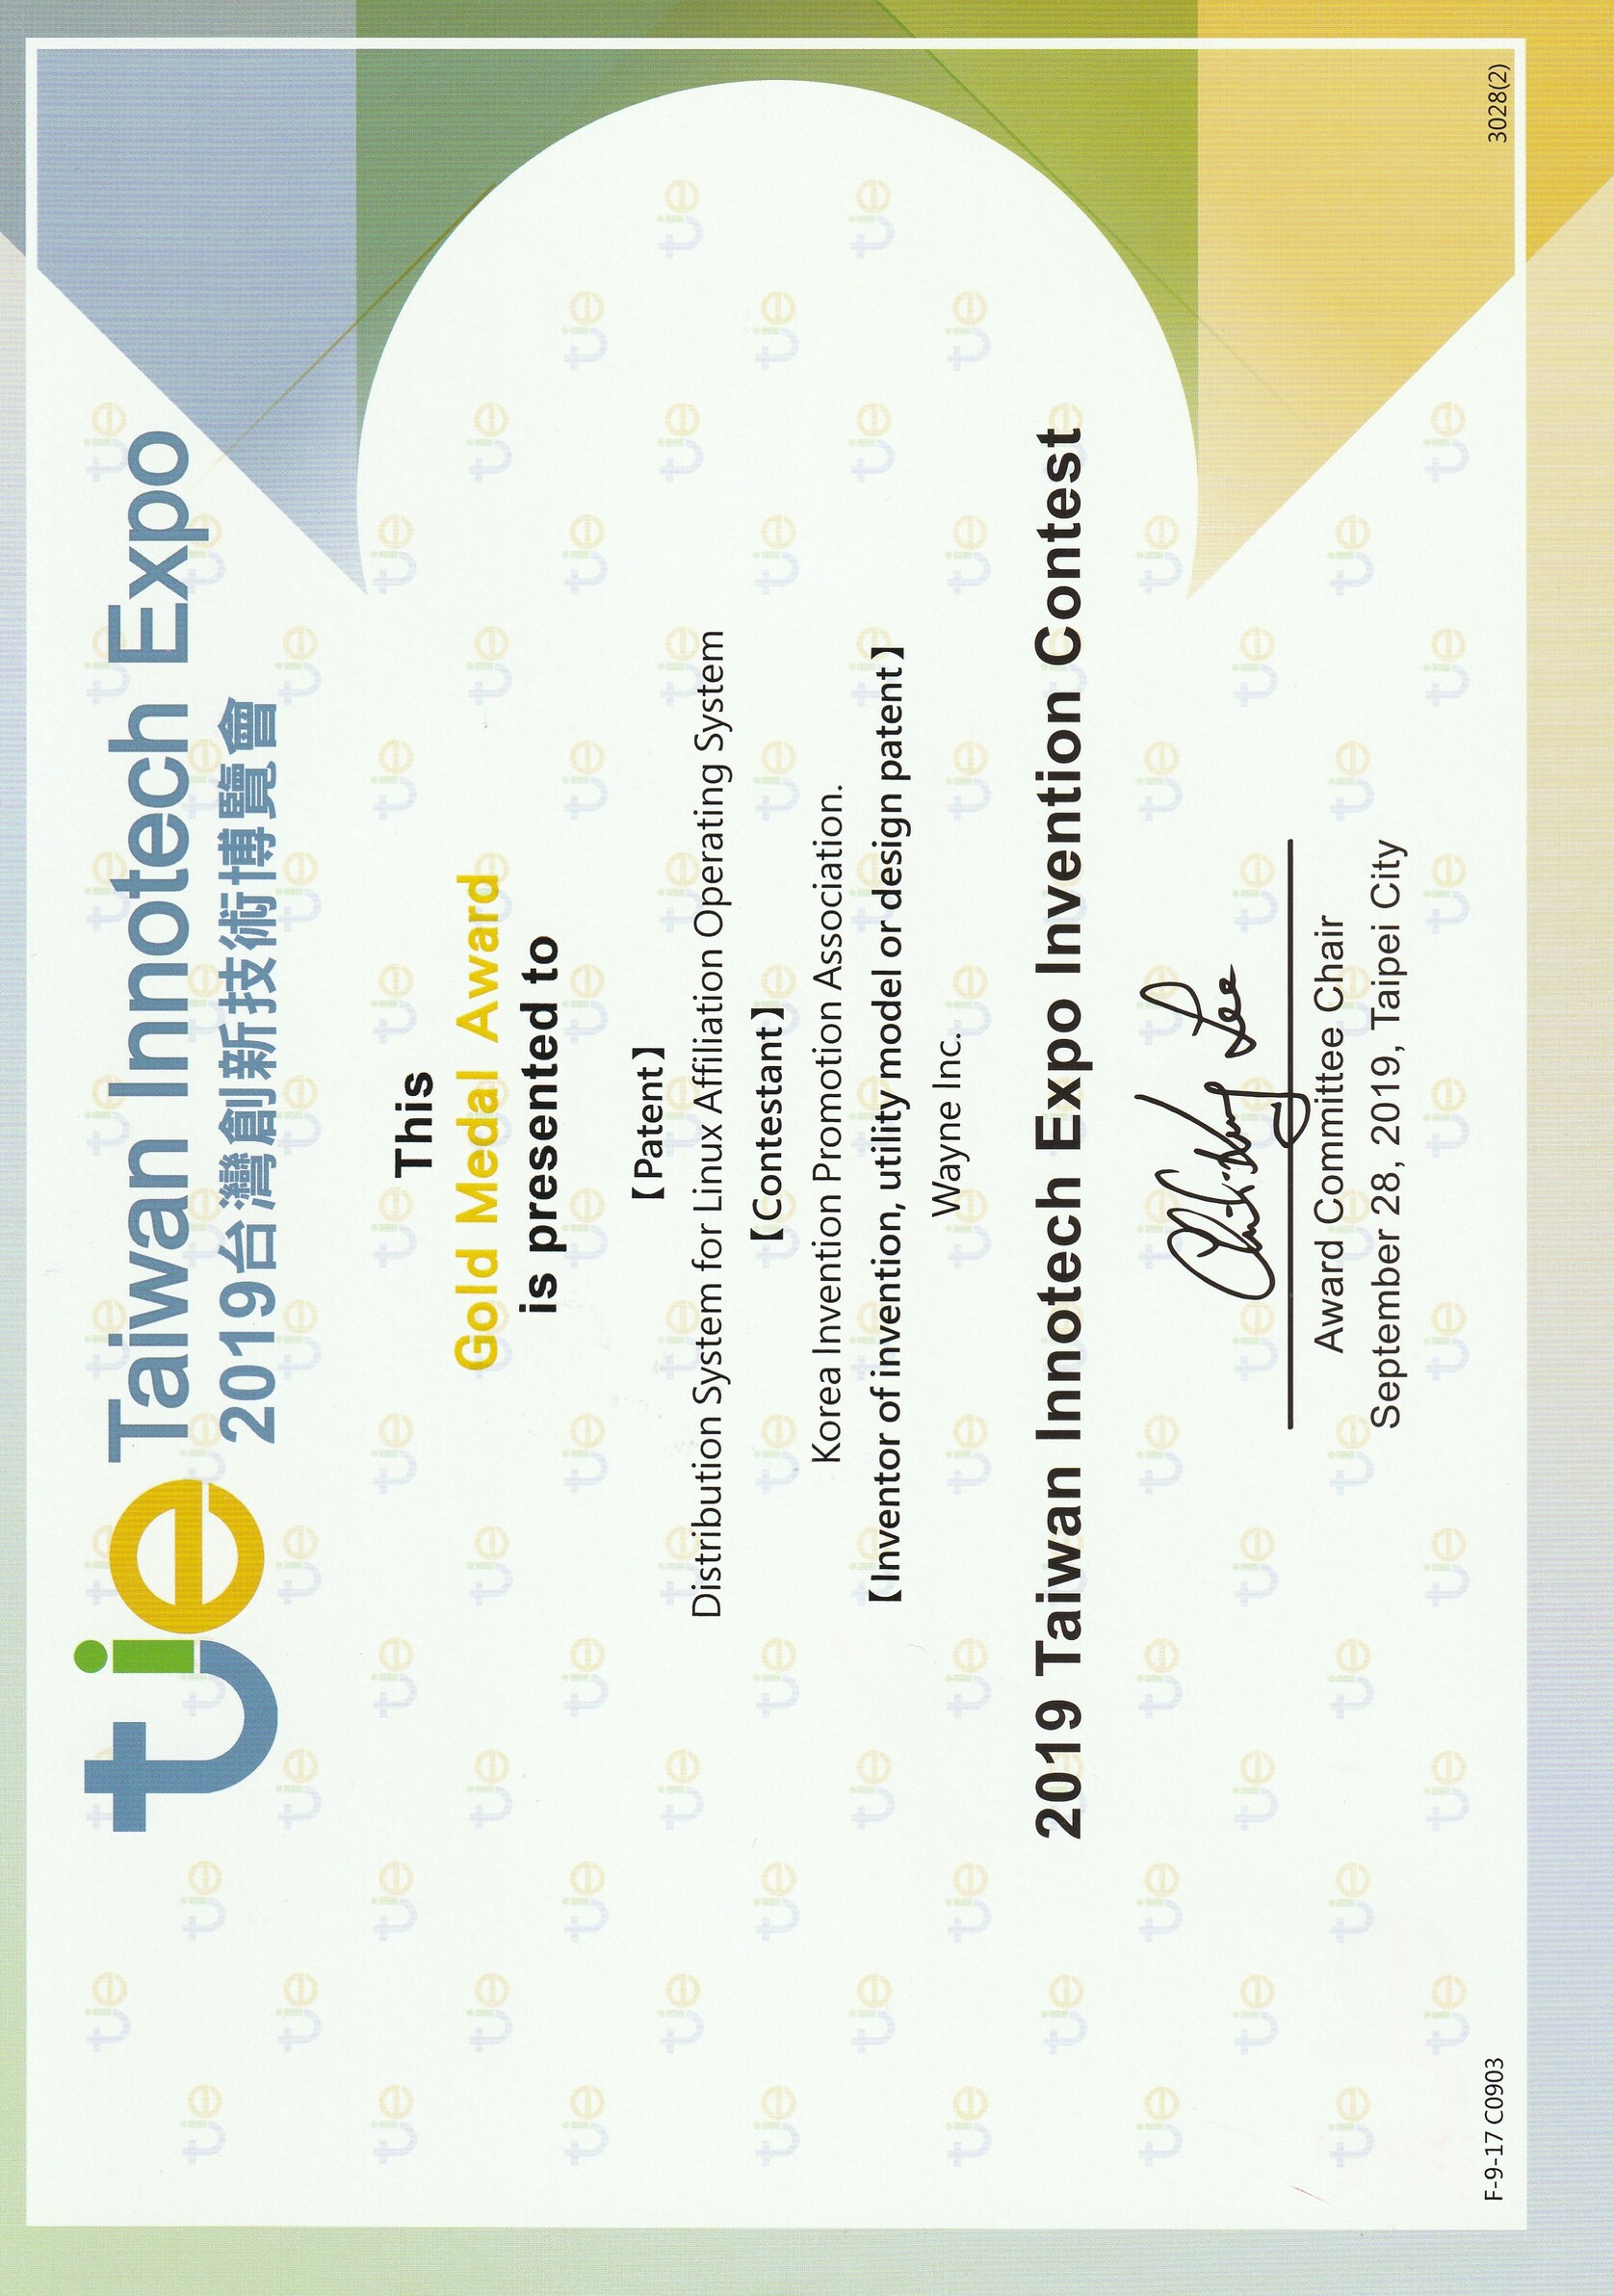 tie Taiwan Innotech Expo
2019台灣創新技術博覽會
This
Gold Medal Award
is presented to
【Patent】
Distribution System for Linux Affiliation Operating System
【Contestant】
Korea Invention Promotion Association.
【Inventor of invention, utility model or design patent】
Wayne Inc.
2019 Taiwan Innotech Expo Invention Contest
Award Committee Chair
September 28, 2019, Taipei City
F-9-17 C0903
3028(2)